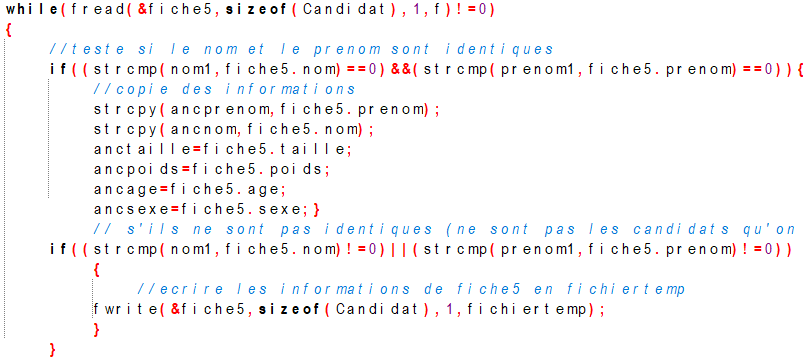 while(fread(&fiche5,sizeof(Candidat),1,f)!=0)
{
//teste si le nom et le prenom sont identiques
if((strcmp(nom1,fiche5.nom)==0)&&(strcmp(prenom1,fiche5.prenom)==0)){
//copie des informations
strcpy(ancprenom,fiche5.prenom);
strcpy(ancnom,fiche5.nom);
anctaille=fiche5.taille;
ancpoids=fiche5.poids;
ancage=fiche5.age;
ancsexe=fiche5.sexe;}
// s'ils ne sont pas identiques (ne sont pas les candidats qu'on
if((strcmp(nom1,fiche5.nom)!=0)||(strcmp(prenom1,fiche5.prenom)!=0))
{
//ecrire les informations de fiche5 en fichiertemp
fwrite(&fiche5,sizeof(Candidat),1,fichiertemp);
}
}